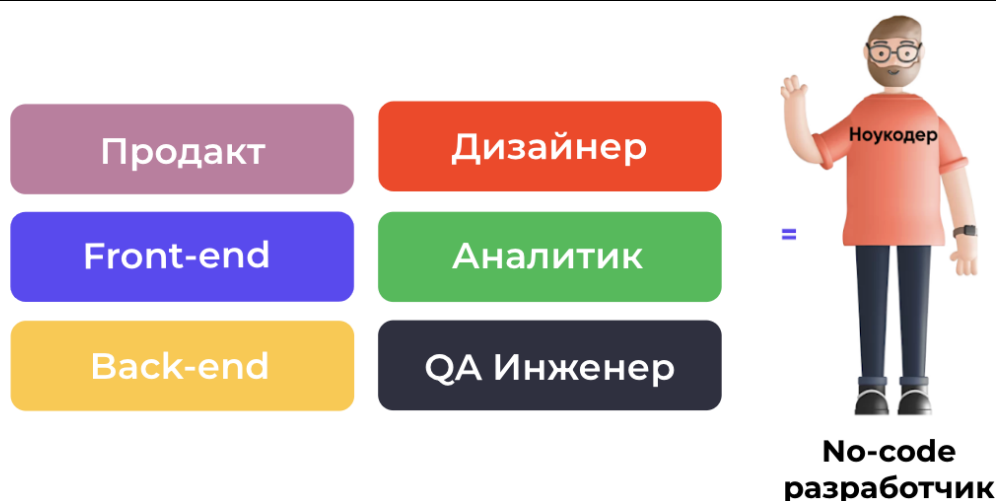 Продакт
Дизайнер
Front-end
Аналитик
Back-end
QA Инженер
=
Ноукодер
No-code
разработчик